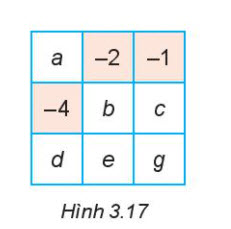 a –2 –1
–4 b c
d e g
Hình 3.17